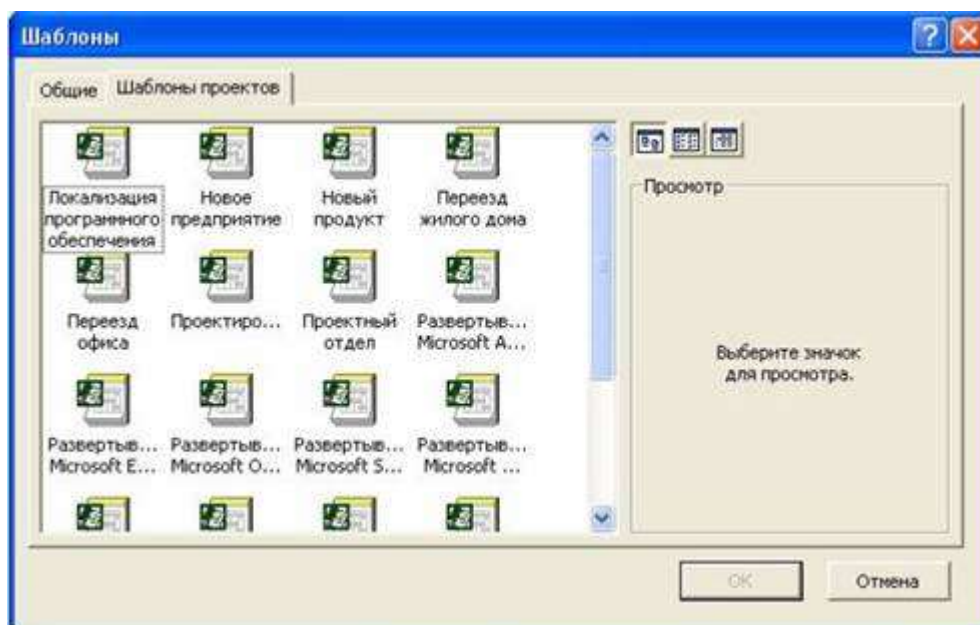 Шаблоны
Общие
Шаблоны проектов
Локализация
программного
обеспечения
Новое
предприятие
Новый
продукт
Переезд
жилого дома
Переезд
офиса
Проектиро...
Проектный
отдел
Развертыв...
Microsoft A...
Развертыв...
Microsoft E...
Развертыв...
Microsoft O...
Развертыв...
Microsoft S...
Развертыв...
Microsoft ...
Просмотр
Выберите значок
для просмотра.
OK
Отмена